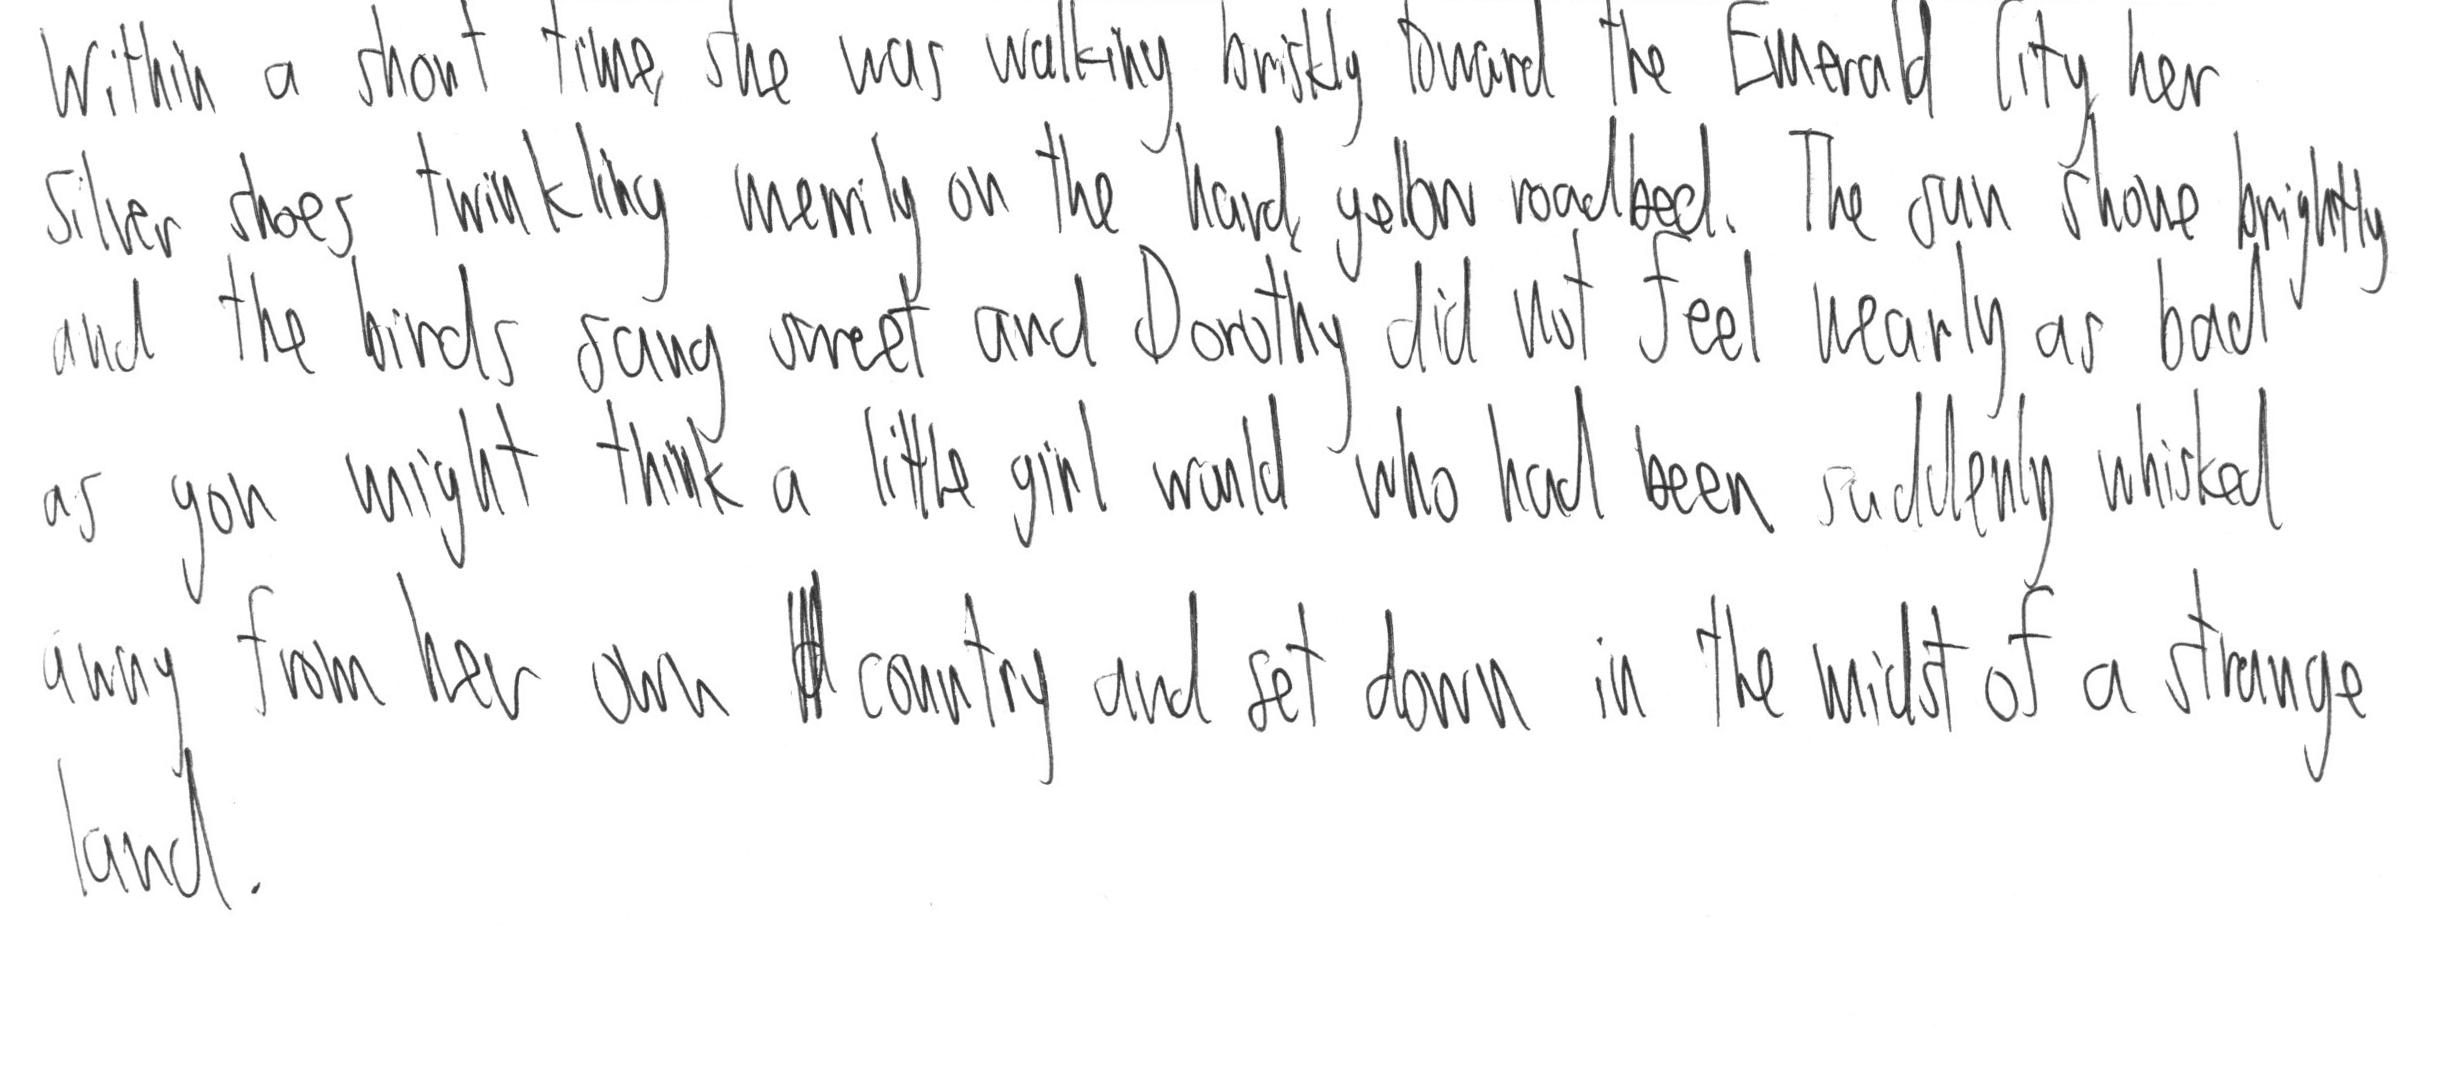 Within a short time, she was walking briskly toward the Emerald City her
silver shoes twinkling merrily on the hard, yellow roadbed. The sun shone brightly
and the birds sang sweet and Dorothy did not feel nearly as bad
as you might think a little girl would who had been suddenly whisked
away from her own country and set down in the midst of a strange
land.